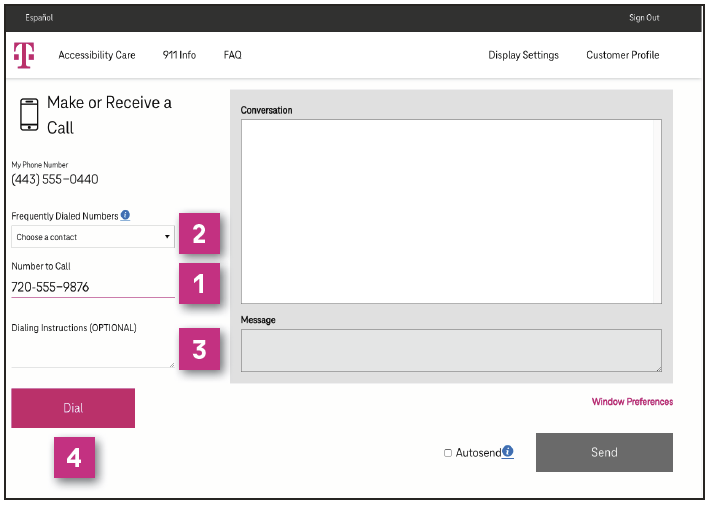 Español
Sign Out
T
Accessibility Care
911 Info
FAQ
Display Settings
Customer Profile
Make or Receive a
Call
My Phone Number
(443) 555-0440
Frequently Dialed Numbers i
Choose a contact
2
Number to Call
720-555-9876
1
Dialing Instructions (OPTIONAL)
3
Dial
4
Conversation
Message
Window Preferences
Autosend i
Send